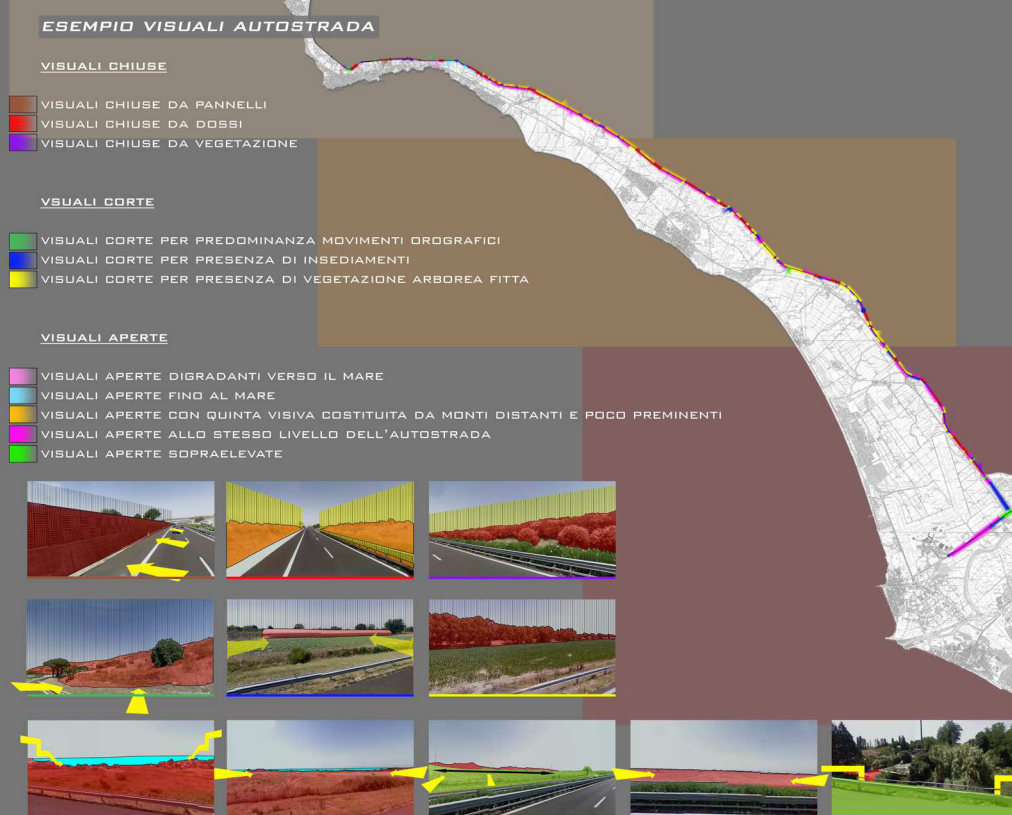 ESEMPIO VISUALI AUTOSTRADA
VISUALI CHIUSE
VISUALI CHIUSE DA PANNELLI
VISUALI CHIUSE DA DOSSI
VISUALI CHIUSE DA VEGETAZIONE
VSUALI CORTE
VISUALI CORTE PER PREDOMINANZA MOVIMENTI OROGRAFICI
VISUALI CORTE PER PRESENZA DI INSEDIAMENTI
VISUALI CORTE PER PRESENZA DI VEGETAZIONE ARBOREA FITTA
VISUALI APERTE
VISUALI APERTE DIGRADANTI VERSO IL MARE
VISUALI APERTE FINO AL MARE
VISUALI APERTE CON QUINTA VISIVA COSTITUITA DA MONTI DISTANTI E POCO PREMINENTI
VISUALI APERTE ALLO STESSO LIVELLO DELL'AUTOSTRADA
VISUALI APERTE SOPRAELEVATE